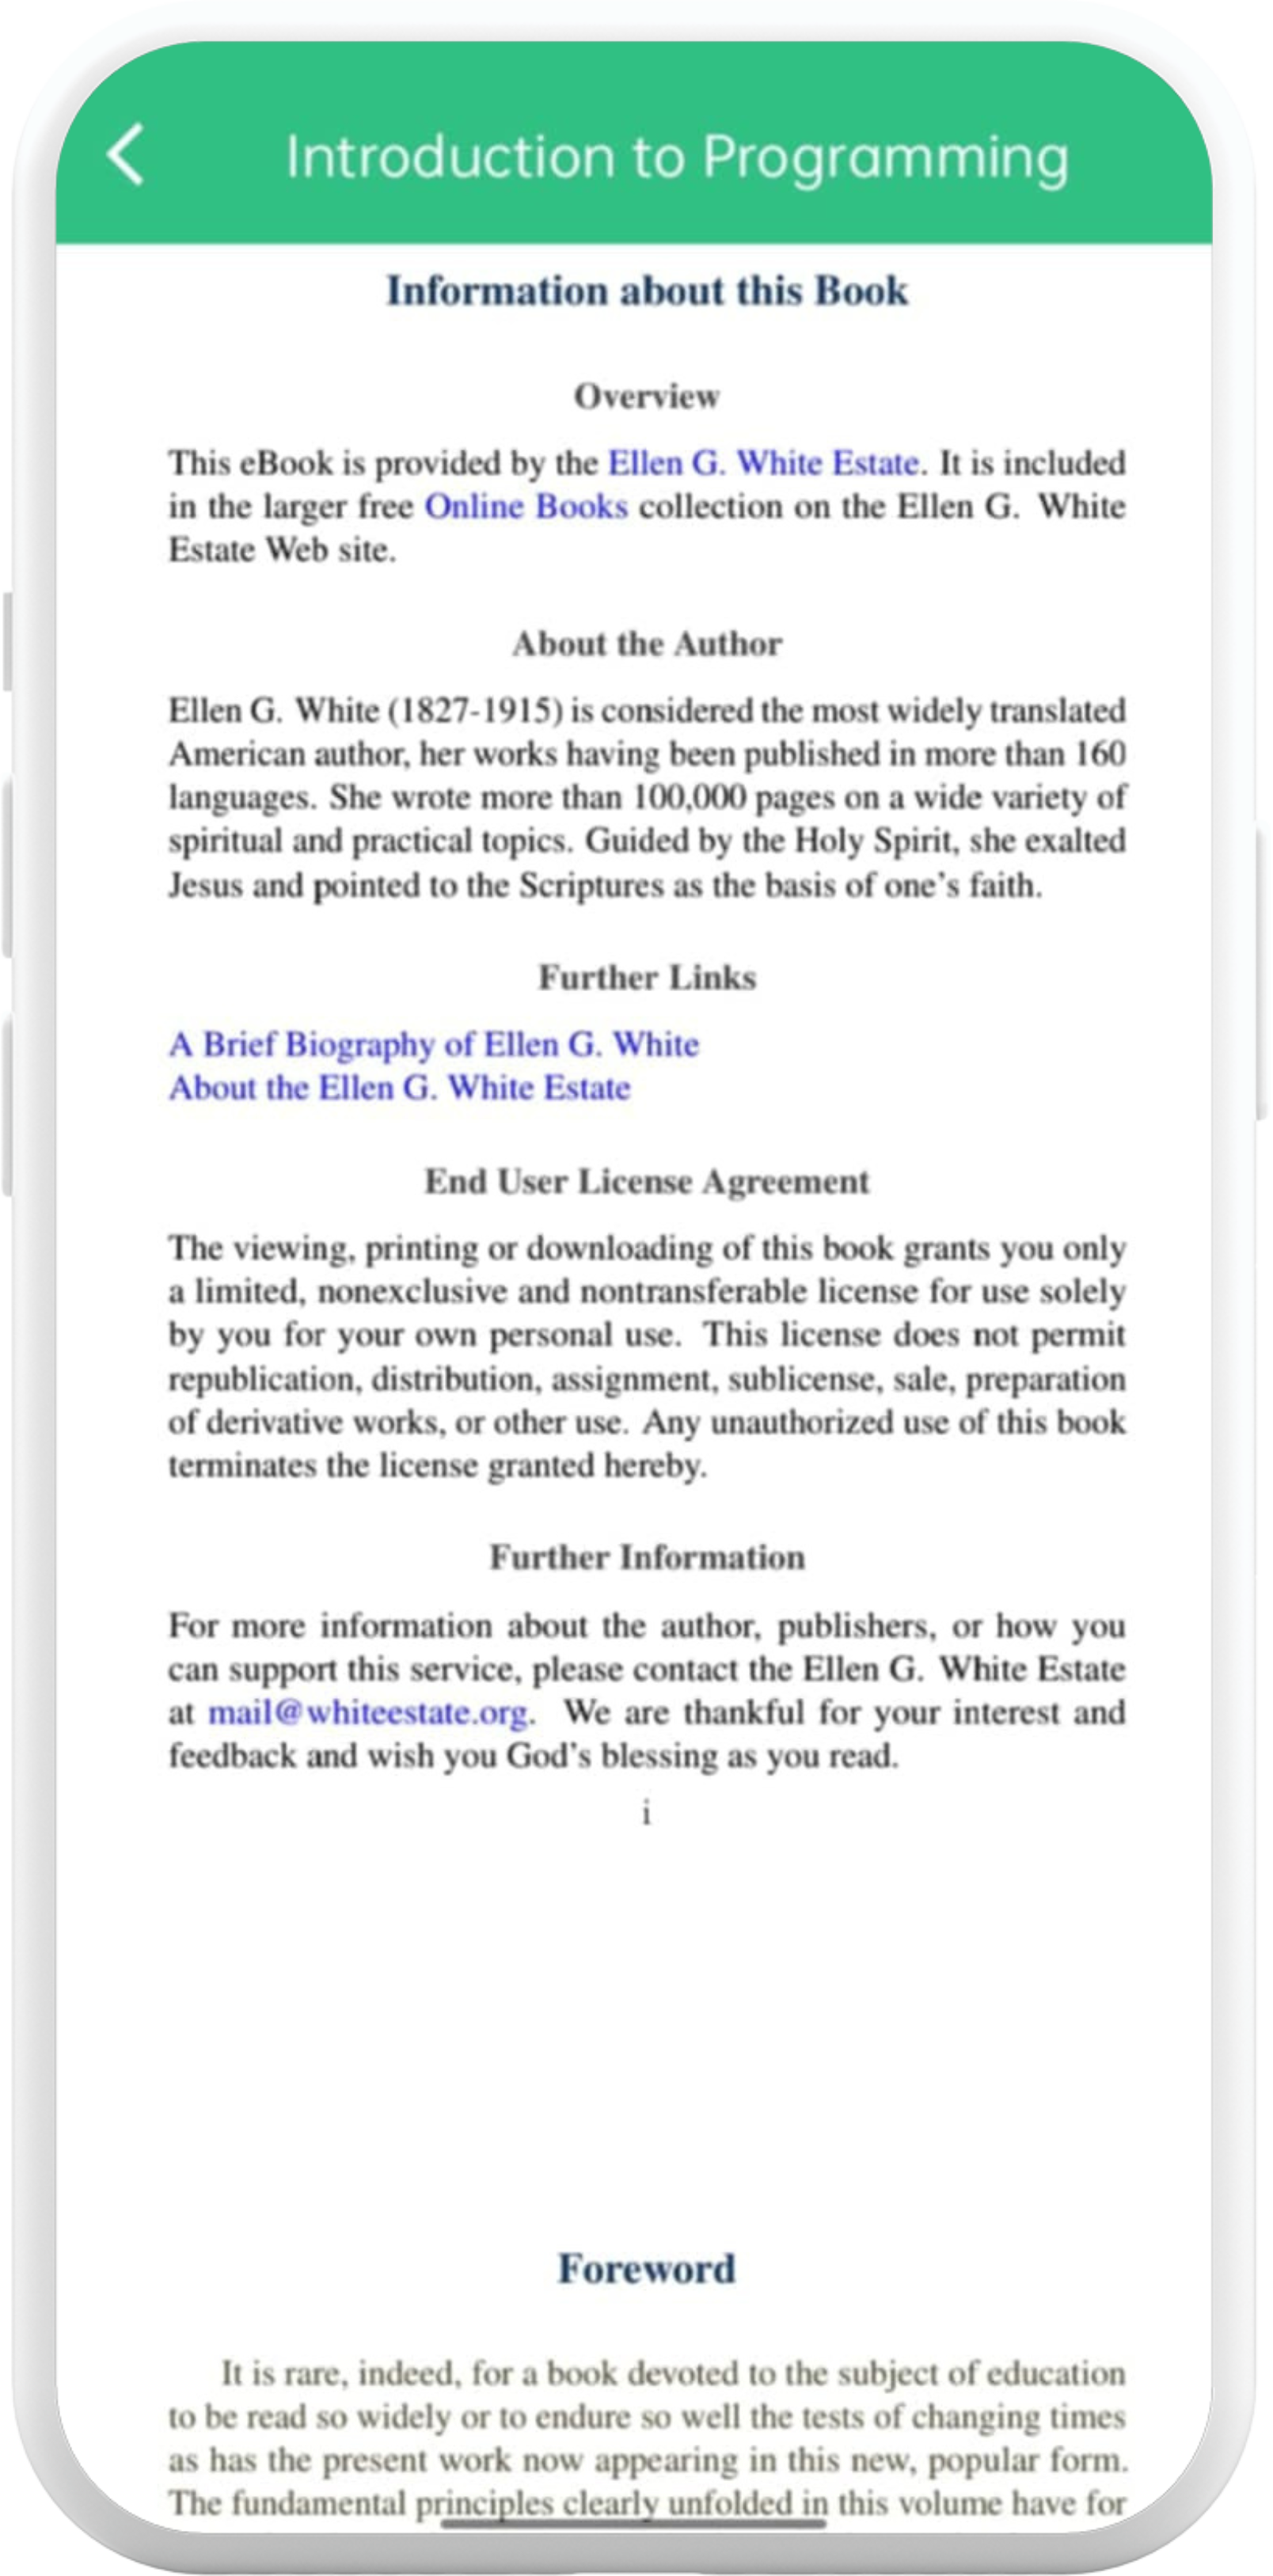 Introduction to Programming
Information about this Book
Overview
This eBook is provided by the Ellen G. White Estate. It is included
in the larger free Online Books collection on the Ellen G. White
Estate Web site.
About the Author
Ellen G. White (1827-1915) is considered the most widely translated
American author, her works having been published in more than 160
languages. She wrote more than 100,000 pages on a wide variety of
spiritual and practical topics. Guided by the Holy Spirit, she exalted
Jesus and pointed to the Scriptures as the basis of one's faith.
Further Links
A Brief Biography of Ellen G. White
About the Ellen G. White Estate
End User License Agreement
The viewing, printing or downloading of this book grants you only
a limited, nonexclusive and nontransferable license for use solely
by you for your own personal use. This license does not permit
republication, distribution, assignment, sublicense, sale, preparation
of derivative works, or other use. Any unauthorized use of this book
terminates the license granted hereby.
Further Information
For more information about the author, publishers, or how you
can support this service, please contact the Ellen G. White Estate
at mail@whiteestate.org. We are thankful for your interest and
feedback and wish you God's blessing as you read.
i
Foreword
It is rare, indeed, for a book devoted to the subject of education
to be read so widely or to endure so well the tests of changing times
as has the present work now appearing in this new, popular form.
The fundamental principles clearly unfolded in this volume have for